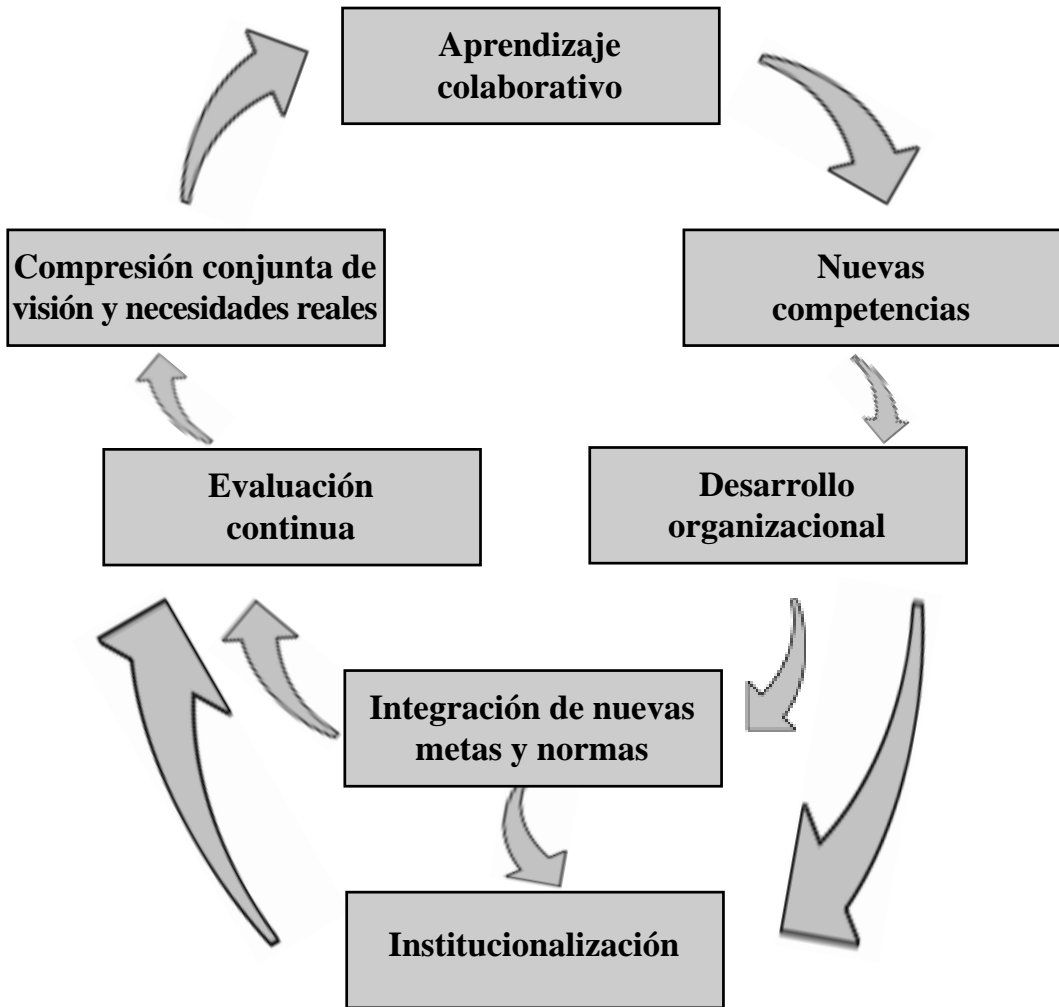 Aprendizaje
colaborativo
Compresión conjunta de
visión y necesidades reales
Nuevas
competencias
Evaluación
continua
Desarrollo
organizacional
Integración de nuevas
metas y normas
Institucionalización